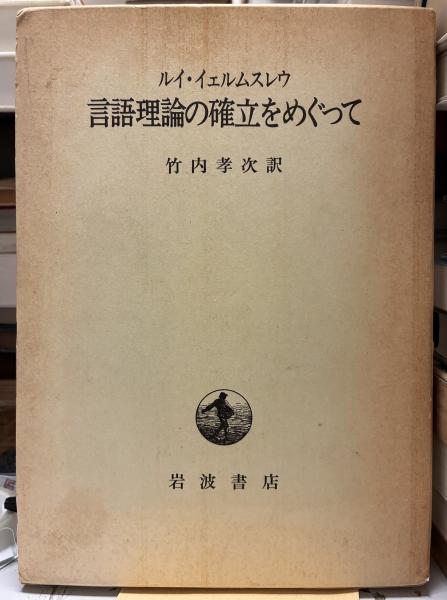 ルイ・イェルムスレウ
言語理論の確立をめぐって
竹内孝次訳
岩波書店